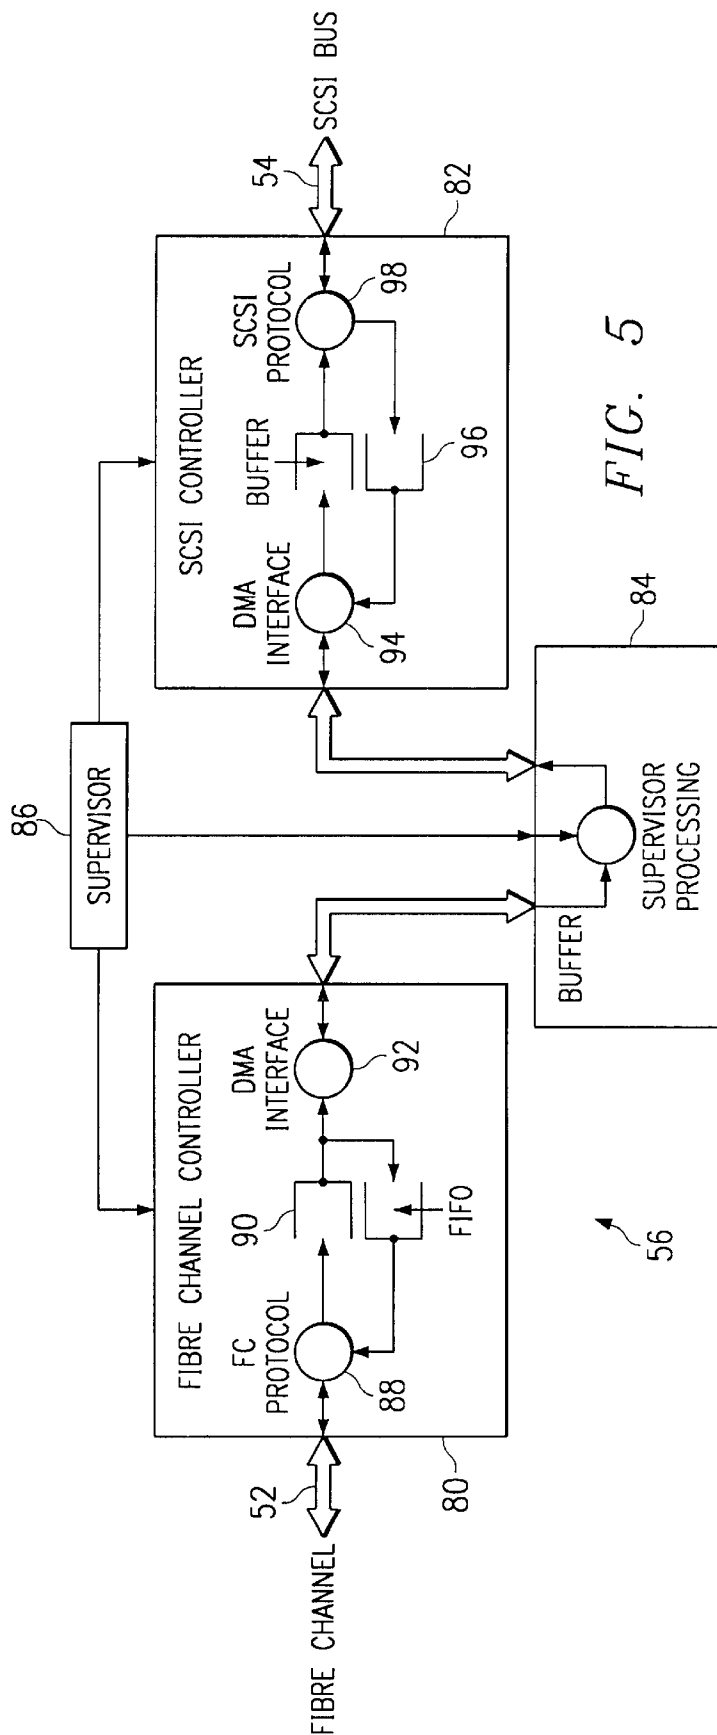 86
SUPERVISOR
FIBRE CHANNEL CONTROLLER
SCSI CONTROLLER
FIBRE CHANNEL
52
FC
PROTOCOL
88
90
FIFO
DMA
INTERFACE
92
80
DMA
INTERFACE
94
BUFFER
96
SCSI
PROTOCOL
98
82
54
SCSI BUS
BUFFER
SUPERVISOR
PROCESSING
84
56
FIG. 5